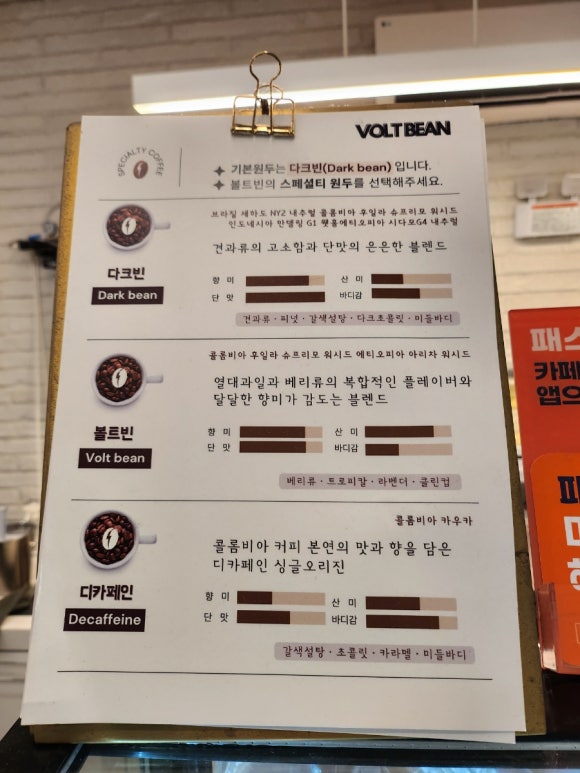 VOLTBEAN
SPECIALTY COFFEE
기본원두는 다크빈(Dark bean) 입니다.
볼트빈의 스페셜티 원두를 선택해주세요.
브라질 세하도 NY2 내추럴 콜롬비아 후일라 슈프리모 워시드
인도네시아 만델링 G1 웻훌에티오피아 시다모G4 내추럴
견과류의 고소함과 단맛의 은은한 블렌드
다크빈
Dark bean
향 미
산 미
단 맛
바디감
견과류 · 피넛 · 갈색설탕 · 다크초콜릿 · 미들바디
콜롬비아 후일라 슈프리모 워시드 에티오피아 아리차 워시드
열대과일과 베리류의 복합적인 플레이버와
달달한 향미가 감도는 블렌드
볼트빈
Volt bean
향 미
산 미
단 맛
바디감
베리류 · 트로피칼 · 라벤더 · 클린컵
콜롬비아 카우카
콜롬비아 커피 본연의 맛과 향을 담은
디카페인 싱글오리진
디카페인
Decaffeine
향 미
산 미
단 맛
바디감
갈색설탕 · 초콜릿 · 카라멜 · 미들바디
카페
앱으